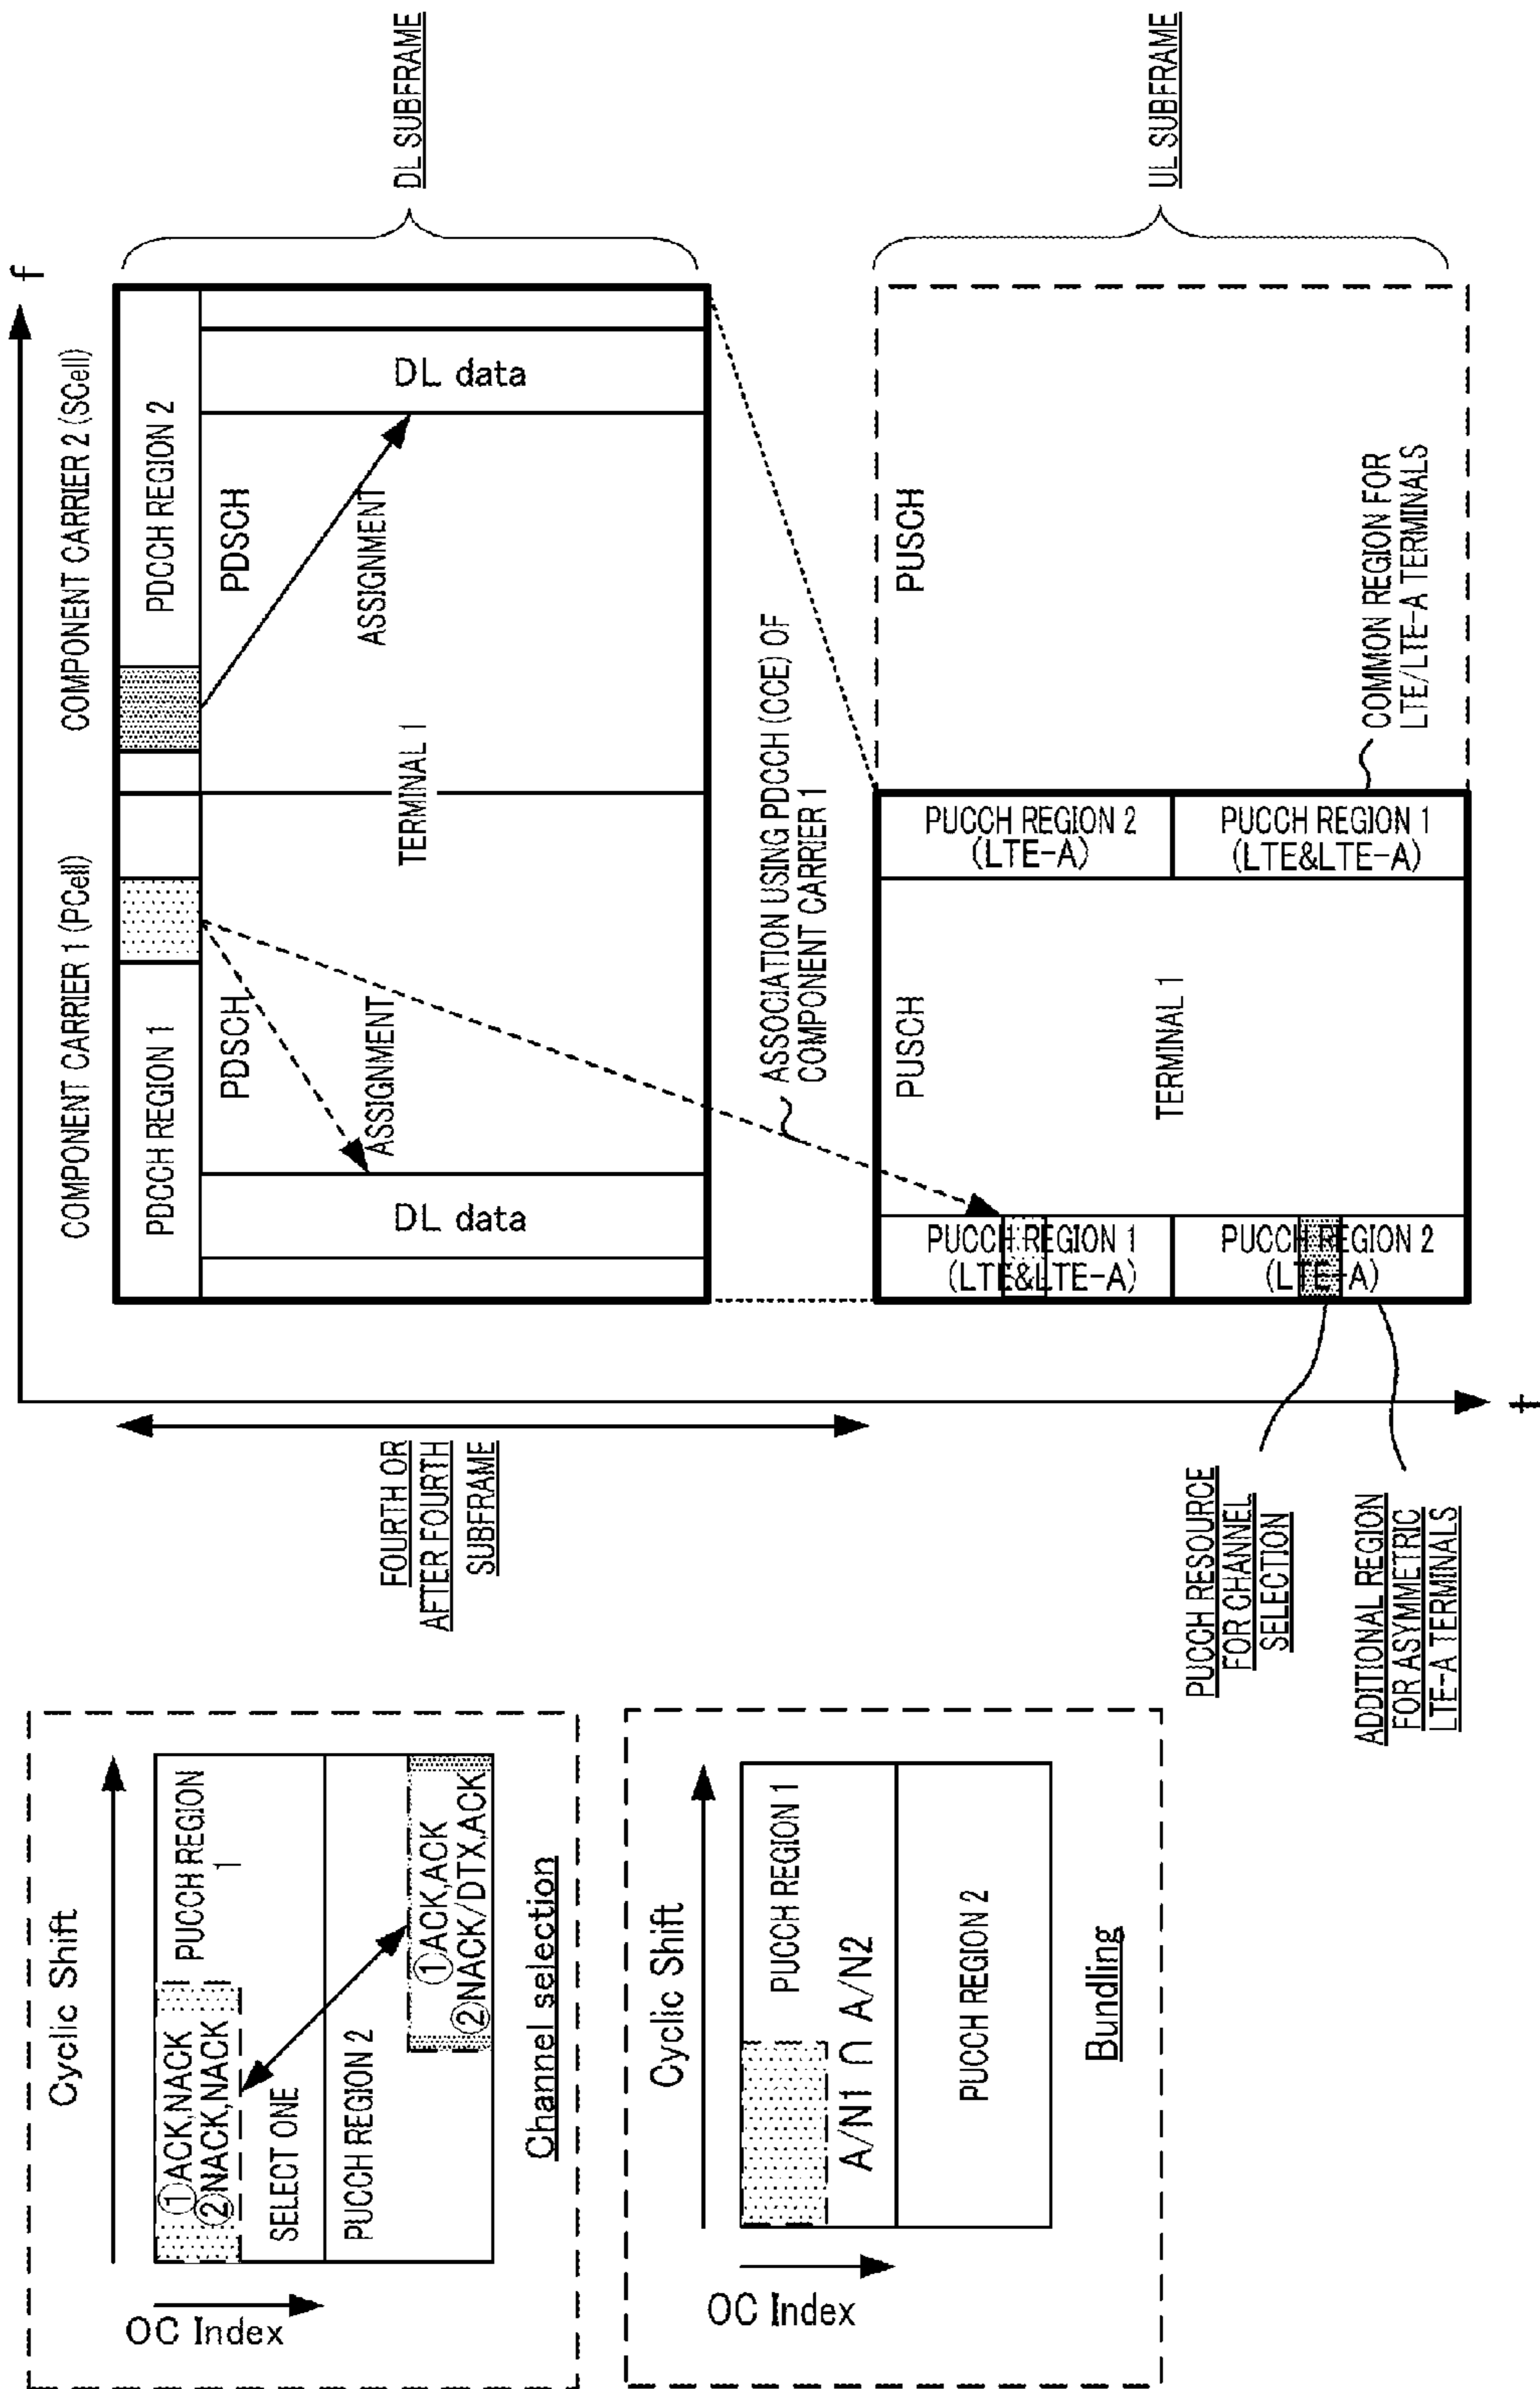 f
COMPONENT CARRIER 1 (PCell)
COMPONENT CARRIER 2 (SCell)
PDCCH REGION 1
PDCCH REGION 2
PDSCH
PDSCH
ASSIGNMENT
ASSIGNMENT
DL data
TERMINAL 1
DL data
DL SUBFRAME
FOURTH OR
AFTER FOURTH
SUBFRAME
ASSOCIATION USING PDCCH (CCE) OF
COMPONENT CARRIER 1
PUCCH REGION 1
(LTE&LTE-A)
PUSCH
PUCCH REGION 2
(LTE-A)
PUSCH
TERMINAL 1
PUCCH REGION 2
(LTE-A)
PUCCH REGION 1
(LTE&LTE-A)
COMMON REGION FOR
LTE/LTE-A TERMINALS
UL SUBFRAME
PUCCH RESOURCE
FOR CHANNEL
SELECTION
ADDITIONAL REGION
FOR ASYMMETRIC
LTE-A TERMINALS
t
Cyclic Shift
OC Index
①ACK,NACK
②NACK,NACK
PUCCH REGION
1
SELECT ONE
PUCCH REGION 2
①ACK,ACK
②NACK/DTX,ACK
Channel selection
Cyclic Shift
OC Index
PUCCH REGION 1
A/N1 ∩ A/N2
PUCCH REGION 2
Bundling